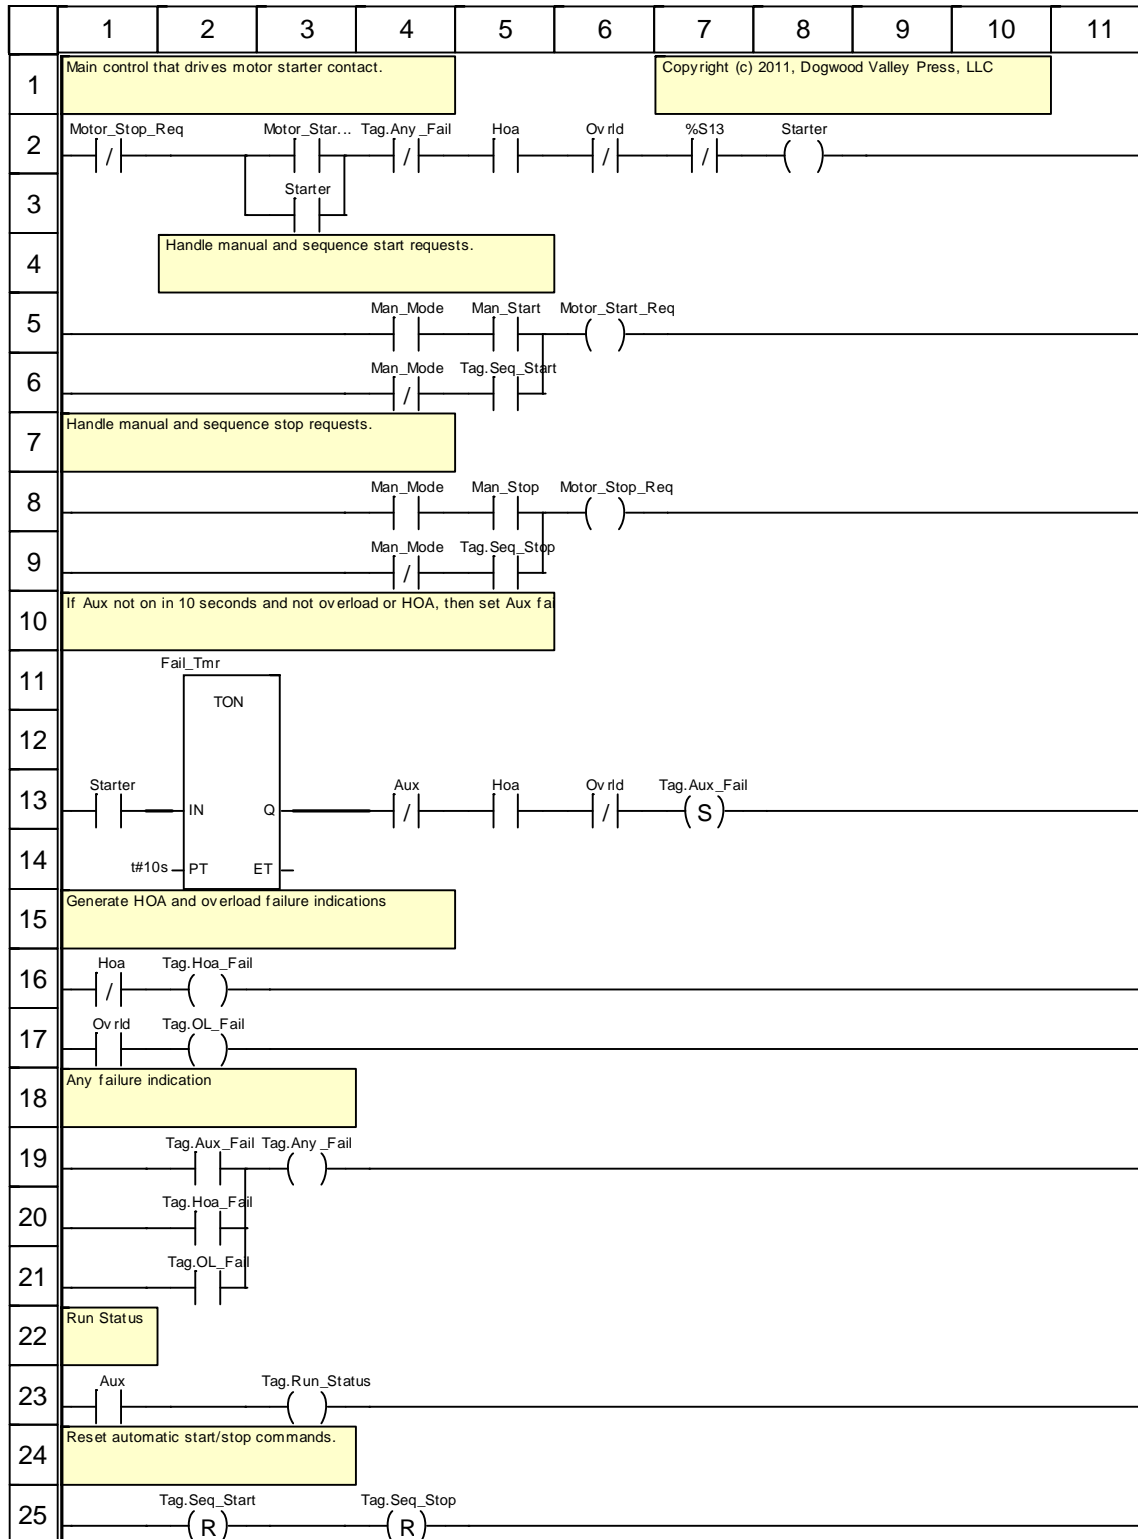 1 2 3 4 5 6 7 8 9 10 11
1 Main control that drives motor starter contact. Copyright (c) 2011, Dogwood Valley Press, LLC
Motor_Stop_Req Motor_Star... Tag.Any_Fail Hoa Ovrld %S13 Starter
2
Starter
3
4 Handle manual and sequence start requests.
Man_Mode Man_Start Motor_Start_Req
5
Man_Mode Tag.Seq_Start
6
7 Handle manual and sequence stop requests.
Man_Mode Man_Stop Motor_Stop_Req
8
Man_Mode Tag.Seq_Stop
9
10 If Aux not on in 10 seconds and not overload or HOA, then set Aux fai
Fail_Tmr
11
TON
12
Starter Aux Hoa Ovrld Tag.Aux_Fail
13 IN Q S
14 t#10s PT ET
15 Generate HOA and overload failure indications
Hoa Tag.Hoa_Fail
16
Ovrld Tag.OL_Fail
17
18 Any failure indication
Tag.Aux_Fail Tag.Any_Fail
19
Tag.Hoa_Fail
20
Tag.OL_Fail
21
22 Run Status
Aux Tag.Run_Status
23
24 Reset automatic start/stop commands.
Tag.Seq_Start Tag.Seq_Stop
25 R R